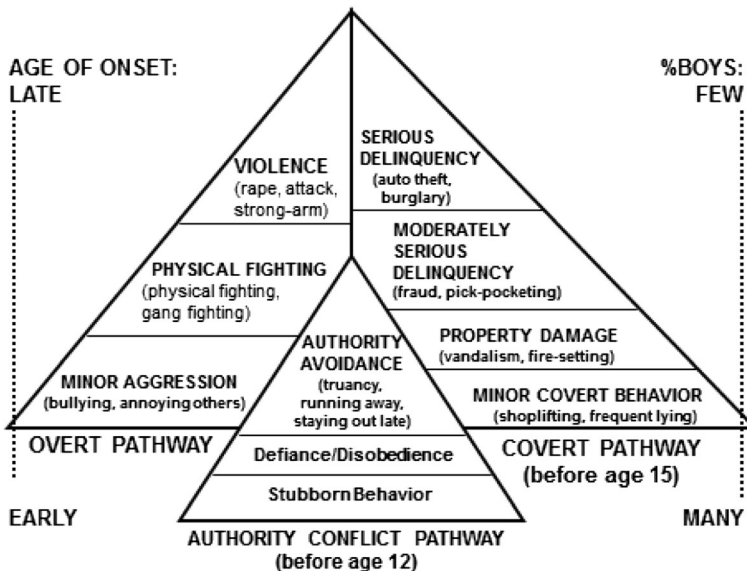 AGE OF ONSET:
LATE
%BOYS:
FEW
VIOLENCE
(rape, attack,
strong-arm)
SERIOUS
DELINQUENCY
(auto theft,
burglary)
PHYSICAL FIGHTING
(physical fighting,
gang fighting)
MODERATELY
SERIOUS
DELINQUENCY
(fraud, pick-pocketing)
MINOR AGGRESSION
(bullying, annoying others)
AUTHORITY
AVOIDANCE
(truancy,
running away,
staying out late)
PROPERTY DAMAGE
(vandalism, fire-setting)
MINOR COVERT BEHAVIOR
(shoplifting, frequent lying)
OVERT PATHWAY
Defiance/Disobedience
Stubborn Behavior
COVERT PATHWAY
(before age 15)
EARLY
MANY
AUTHORITY CONFLICT PATHWAY
(before age 12)